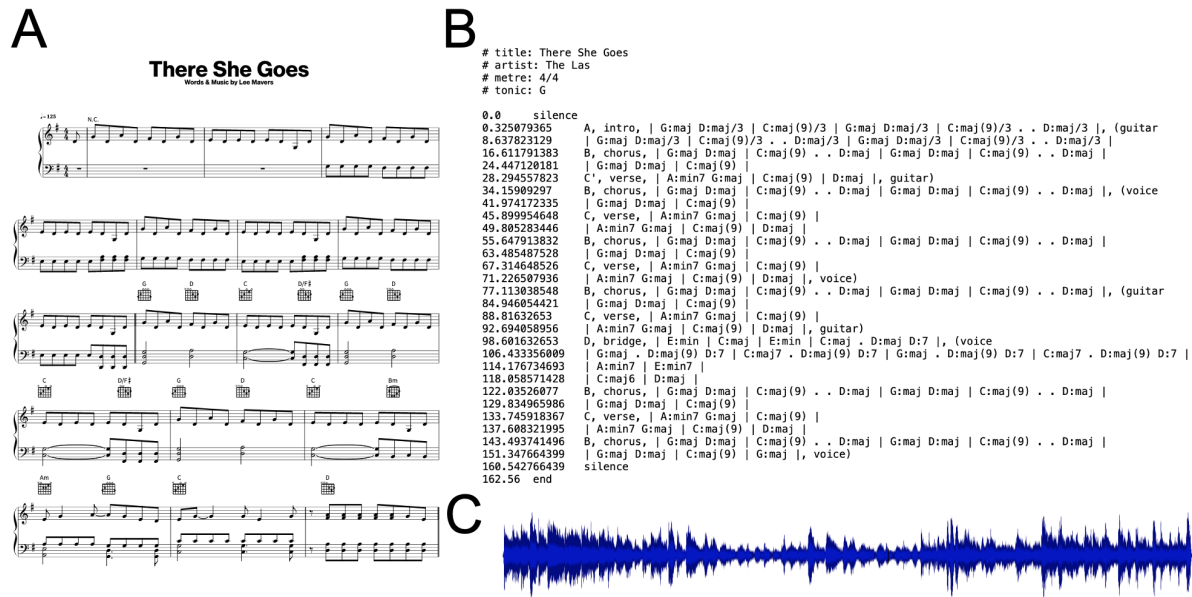 A
There She Goes
Words & Music by Lee Mavers
♩=125
N.C.
G D C D/F♯ G D
C D/F♯ G D C Bm
Am G C D
B
# title: There She Goes
# artist: The Las
# metre: 4/4
# tonic: G
0.0 silence
0.325079365 A, intro, | G:maj D:maj/3 | C:maj(9)/3 | G:maj D:maj/3 | C:maj(9)/3 . . D:maj/3 |, (guitar
8.637823129 | G:maj D:maj/3 | C:maj(9)/3 . . D:maj/3 | G:maj D:maj/3 | C:maj(9)/3 . . D:maj/3 |
16.611791383 B, chorus, | G:maj D:maj | C:maj(9) . . D:maj | G:maj D:maj | C:maj(9) . . D:maj |
24.447120181 | G:maj D:maj | C:maj(9) |
28.294557823 C', verse, | A:min7 G:maj | C:maj(9) | D:maj |, guitar)
34.15909297 B, chorus, | G:maj D:maj | C:maj(9) . . D:maj | G:maj D:maj | C:maj(9) . . D:maj |, (voice
41.974172335 | G:maj D:maj | C:maj(9) |
45.899954648 C, verse, | A:min7 G:maj | C:maj(9) |
49.805283446 | A:min7 G:maj | C:maj(9) | D:maj |
55.647913832 B, chorus, | G:maj D:maj | C:maj(9) . . D:maj | G:maj D:maj | C:maj(9) . . D:maj |
63.485487528 | G:maj D:maj | C:maj(9) |
67.314648526 C, verse, | A:min7 G:maj | C:maj(9) |
71.226507936 | A:min7 G:maj | C:maj(9) | D:maj |, voice)
77.113038548 B, chorus, | G:maj D:maj | C:maj(9) . . D:maj | G:maj D:maj | C:maj(9) . . D:maj |, (guitar
84.946054421 | G:maj D:maj | C:maj(9) |
88.81632653 C, verse, | A:min7 G:maj | C:maj(9) |
92.694058956 | A:min7 G:maj | C:maj(9) | D:maj |, guitar)
98.601632653 D, bridge, | E:min | C:maj | E:min | C:maj . D:maj D:7 |, (voice
106.433356009 | G:maj . D:maj(9) D:7 | C:maj7 . D:maj(9) D:7 | G:maj . D:maj(9) D:7 | C:maj7 . D:maj(9) D:7 |
114.176734693 | A:min7 | E:min7 |
118.058571428 | C:maj6 | D:maj |
122.03526077 B, chorus, | G:maj D:maj | C:maj(9) . . D:maj | G:maj D:maj | C:maj(9) . . D:maj |
129.834965986 | G:maj D:maj | C:maj(9) |
133.745918367 C, verse, | A:min7 G:maj | C:maj(9) |
137.608321995 | A:min7 G:maj | C:maj(9) | D:maj |
143.493741496 B, chorus, | G:maj D:maj | C:maj(9) . . D:maj | G:maj D:maj | C:maj(9) . . D:maj |
151.347664399 | G:maj D:maj | C:maj(9) | G:maj |, voice)
160.542766439 silence
162.56 end
C